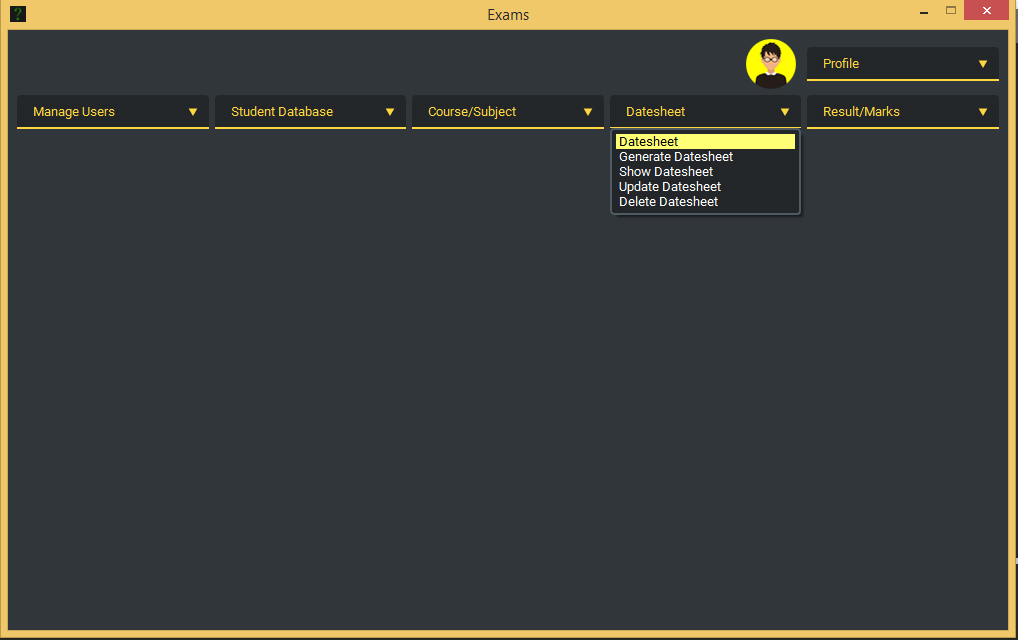 ?
Exams
Profile
Manage Users
Student Database
Course/Subject
Datesheet
Result/Marks
Datesheet
Generate Datesheet
Show Datesheet
Update Datesheet
Delete Datesheet